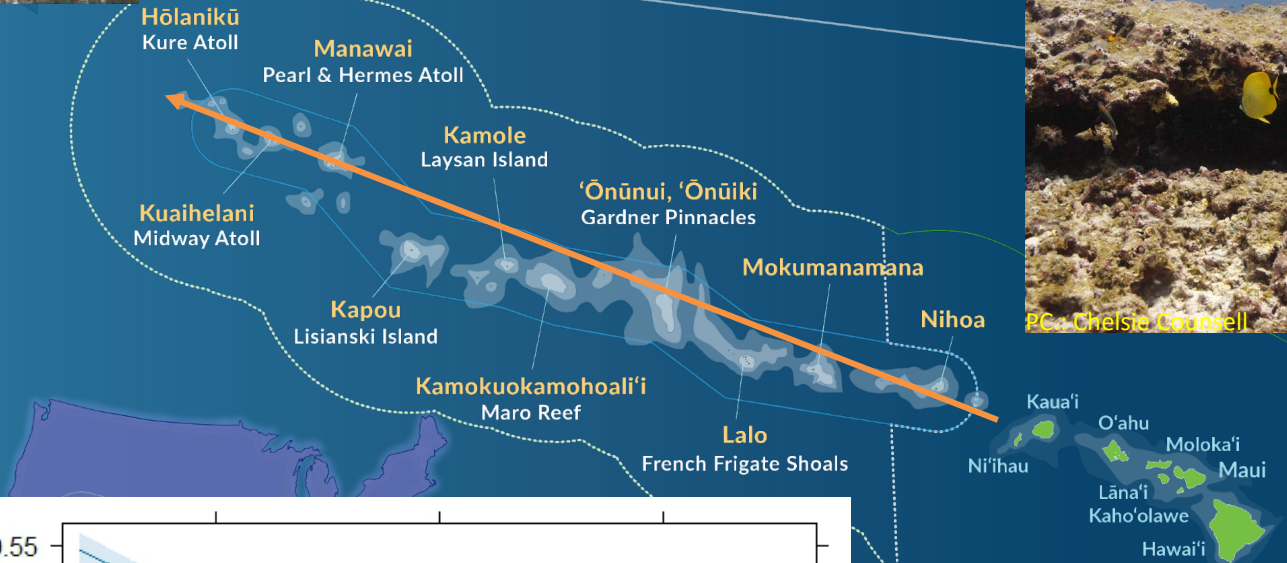 Hōlanikū
Kure Atoll
Manawai
Pearl & Hermes Atoll
Kamole
Laysan Island
ʻŌnūnui, ʻŌnūiki
Gardner Pinnacles
Kuaihelani
Midway Atoll
Mokumanamana
Kapou
Lisianski Island
Nihoa
PC.: Chelsie Counsell
Kamokuokamohoaliʻi
Maro Reef
Lalo
French Frigate Shoals
Kauaʻi
Oʻahu
Molokaʻi
Maui
Niʻihau
Lānaʻi
Kahoʻolawe
Hawaiʻi
0.55